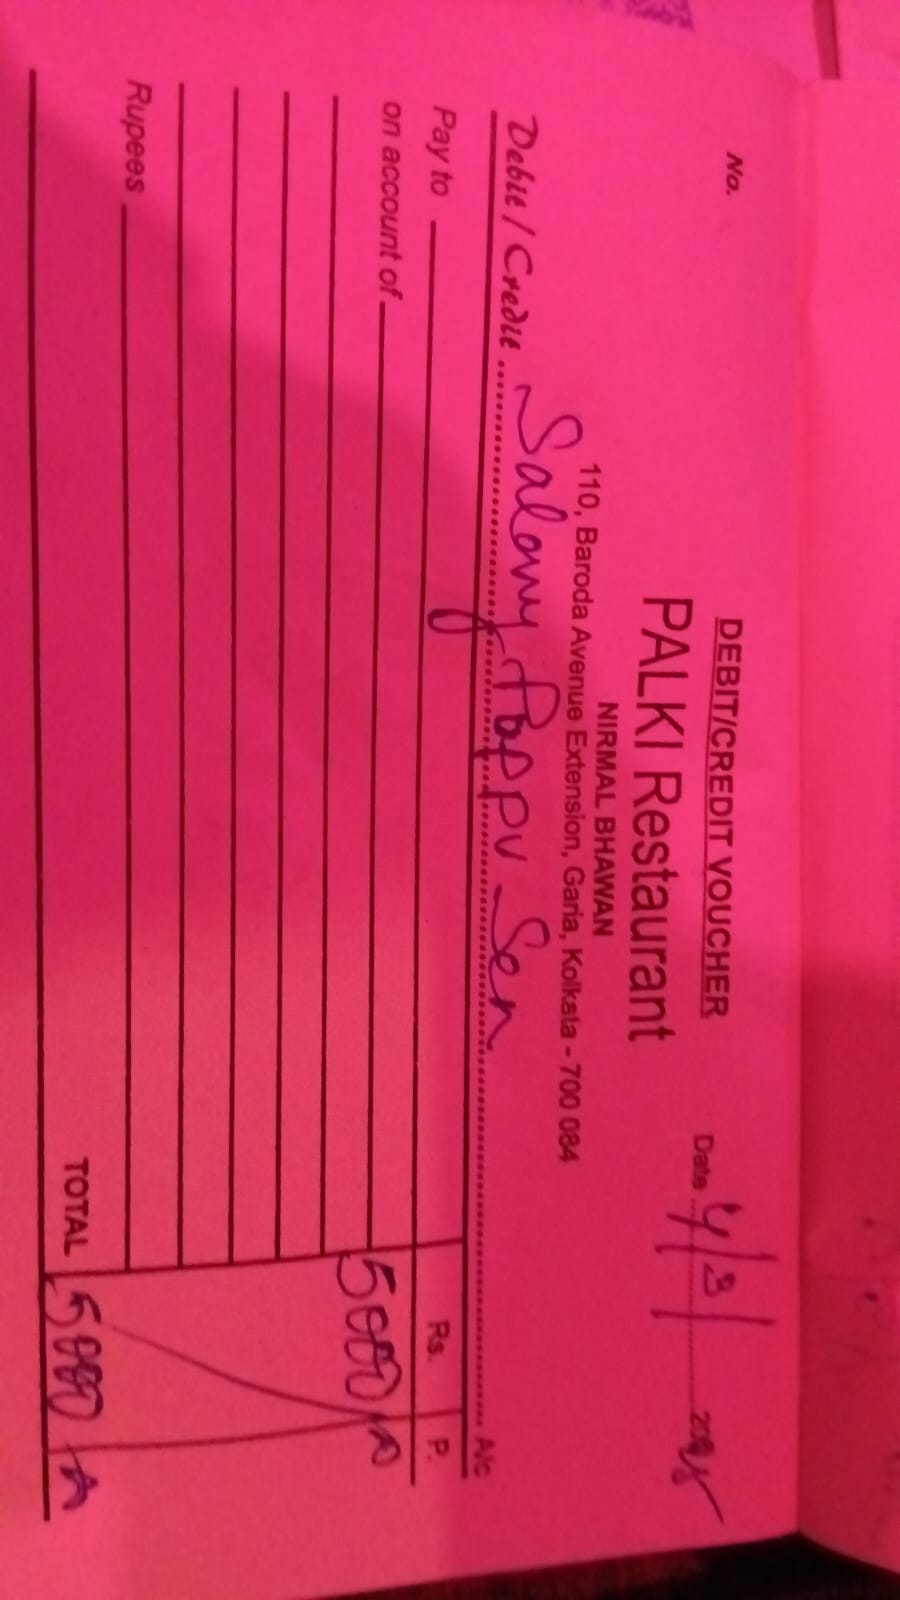 DEBIT/CREDIT VOUCHER
No.
PALKI Restaurant
Date 4/3/
NIRMAL BHAWAN
110, Baroda Avenue Extension, Garia, Kolkata - 700 084
Debit / Credit Salary Pappu Sen A/c
Pay to Rs. P.
on account of 5000
Rupees
TOTAL 5000